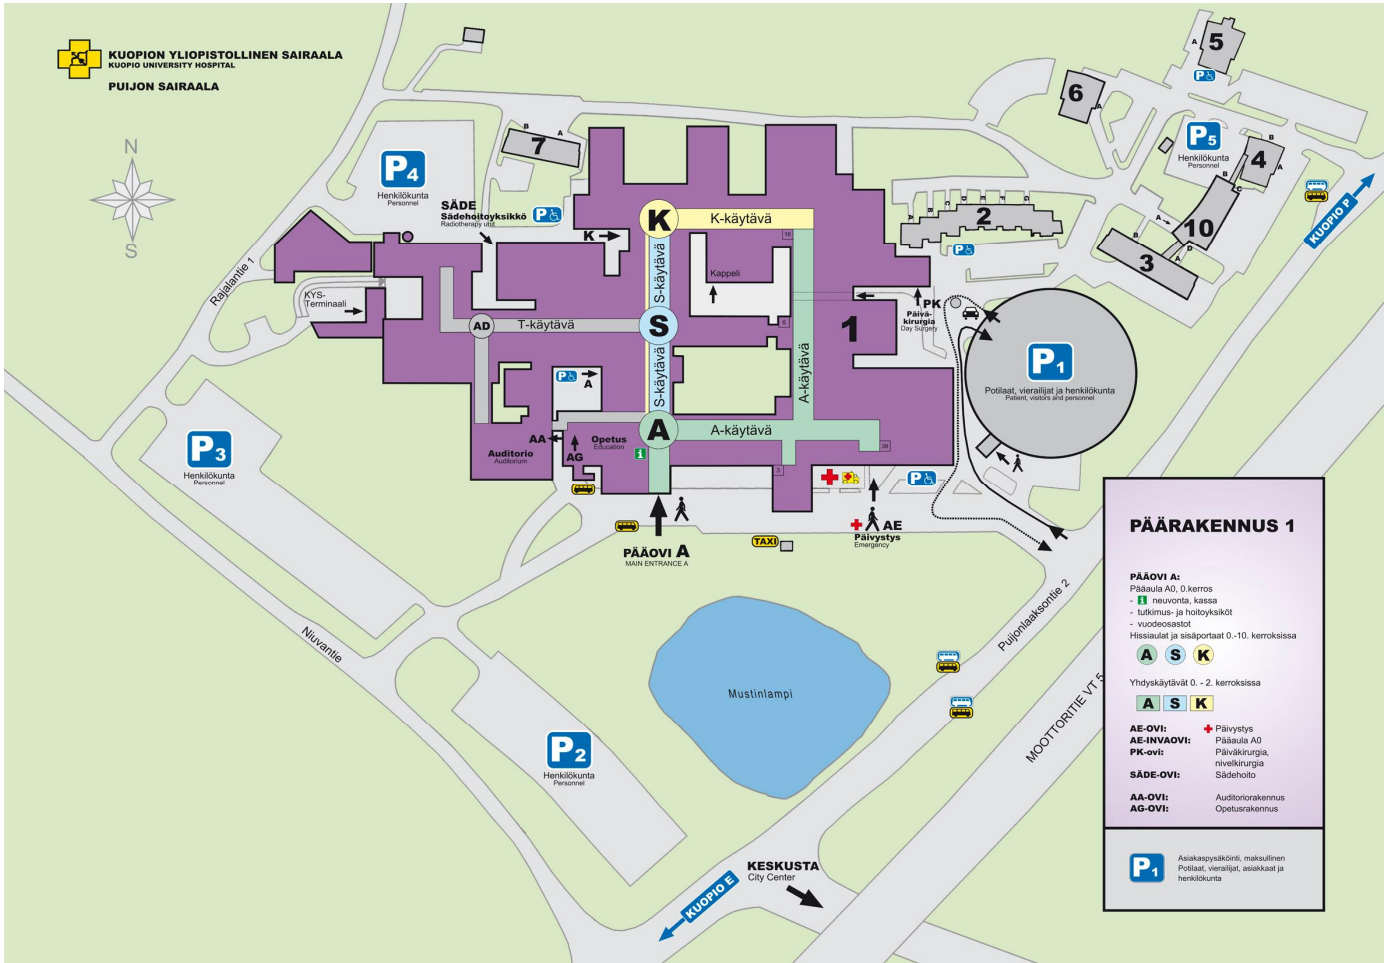 KUOPION YLIOPISTOLLINEN SAIRAALA
KUOPIO UNIVERSITY HOSPITAL
PUIJON SAIRAALA
N
S
P4
Henkilökunta
Personnel
B
A
7
SÄDE
Sädehoitoyksikkö
Radiotherapy unit
P
K
K
K-käytävä
16
S-käytävä
Kappeli
Rajalantie 1
KYS-
Terminaali
AD
T-käytävä
S
6
1
PK
Päivä-
kirurgia
Day Surgery
A
5
P
6
A
P5
Henkilökunta
Personnel
B
4
A
B
C
A
10
B
3
A
D
A
B
C
D
E
F
G
2
P
KUOPIO P
P1
Potilaat, vierailijat ja henkilökunta
Patient, visitors and personnel
P
A
S-käytävä
A-käytävä
A
A-käytävä
39
3
AA
AG
Opetus
Education
i
Auditorio
Auditorium
P3
Henkilökunta
Personnel
P
AE
Päivystys
Emergency
TAXI
PÄÄOVI A
MAIN ENTRANCE A
Niuvantie
Mustinlampi
Puijonlaaksontie 2
MOOTTORITIE VT 5
P2
Henkilökunta
Personnel
KESKUSTA
City Center
KUOPIO E
PÄÄRAKENNUS 1
PÄÄOVI A:
Pääaula A0, 0.kerros
- i neuvonta, kassa
- tutkimus- ja hoitoyksiköt
- vuodeosastot
Hissiaulat ja sisäportaat 0.-10. kerroksissa
A S K
Yhdyskäytävät 0. - 2. kerroksissa
A S K
AE-OVI: Päivystys
AE-INVAOVI: Pääaula A0
PK-ovi: Päiväkirurgia,
nivelkirurgia
SÄDE-OVI: Sädehoito
AA-OVI: Auditoriorakennus
AG-OVI: Opetusrakennus
P1
Asiakaspysäköinti, maksullinen
Potilaat, vierailijat, asiakkaat ja
henkilökunta